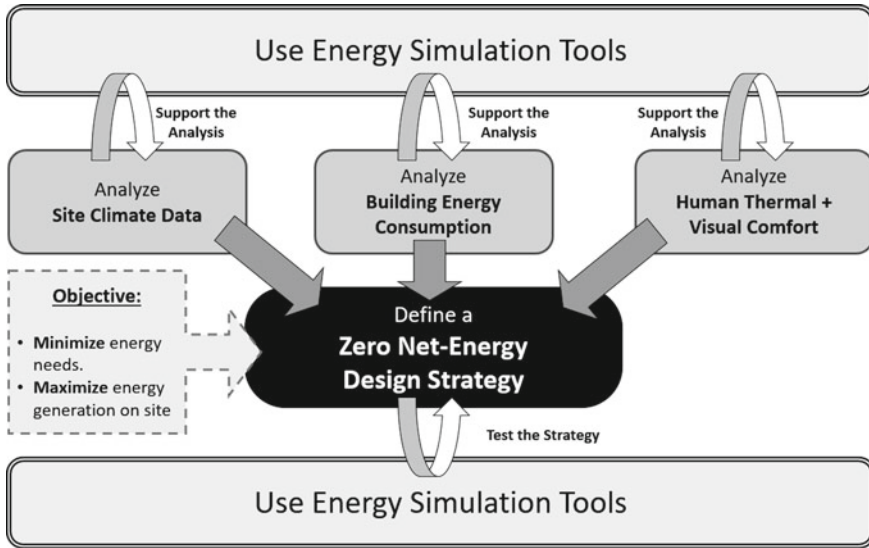 Use Energy Simulation Tools
Support the
Analysis
Support the
Analysis
Support the
Analysis
Analyze
Site Climate Data
Analyze
Building Energy
Consumption
Analyze
Human Thermal +
Visual Comfort
Objective:
• Minimize energy
needs.
• Maximize energy
generation on site
Define a
Zero Net-Energy
Design Strategy
Test the Strategy
Use Energy Simulation Tools